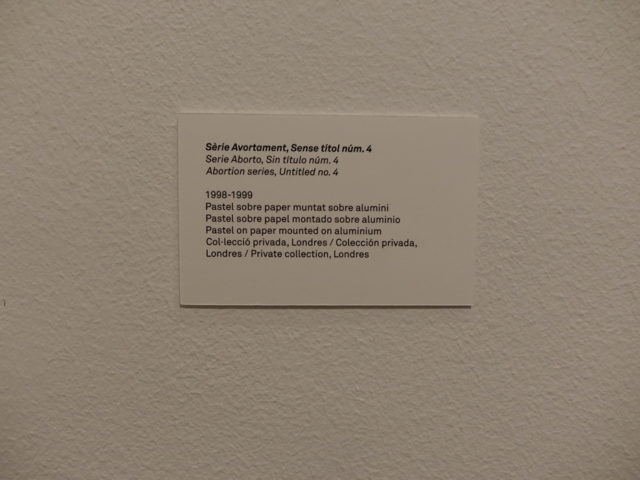 Sèrie Avortament, Sense títol núm. 4
Serie Aborto, Sin título núm. 4
Abortion series, Untitled no. 4
1998-1999
Pastel sobre paper muntat sobre alumini
Pastel sobre papel montado sobre aluminio
Pastel on paper mounted on aluminium
Col·lecció privada, Londres / Colección privada,
Londres / Private collection, Londres